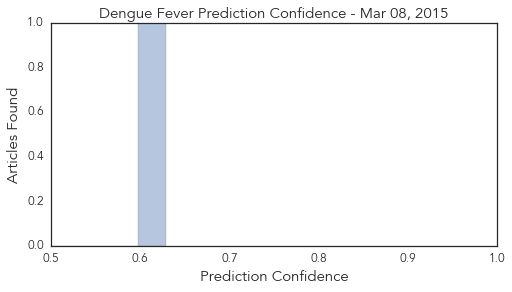 Dengue Fever Prediction Confidence - Mar 08, 2015
1.0
0.8
0.6
0.4
0.2
0.0
Articles Found
0.5 0.6 0.7 0.8 0.9 1.0
Prediction Confidence